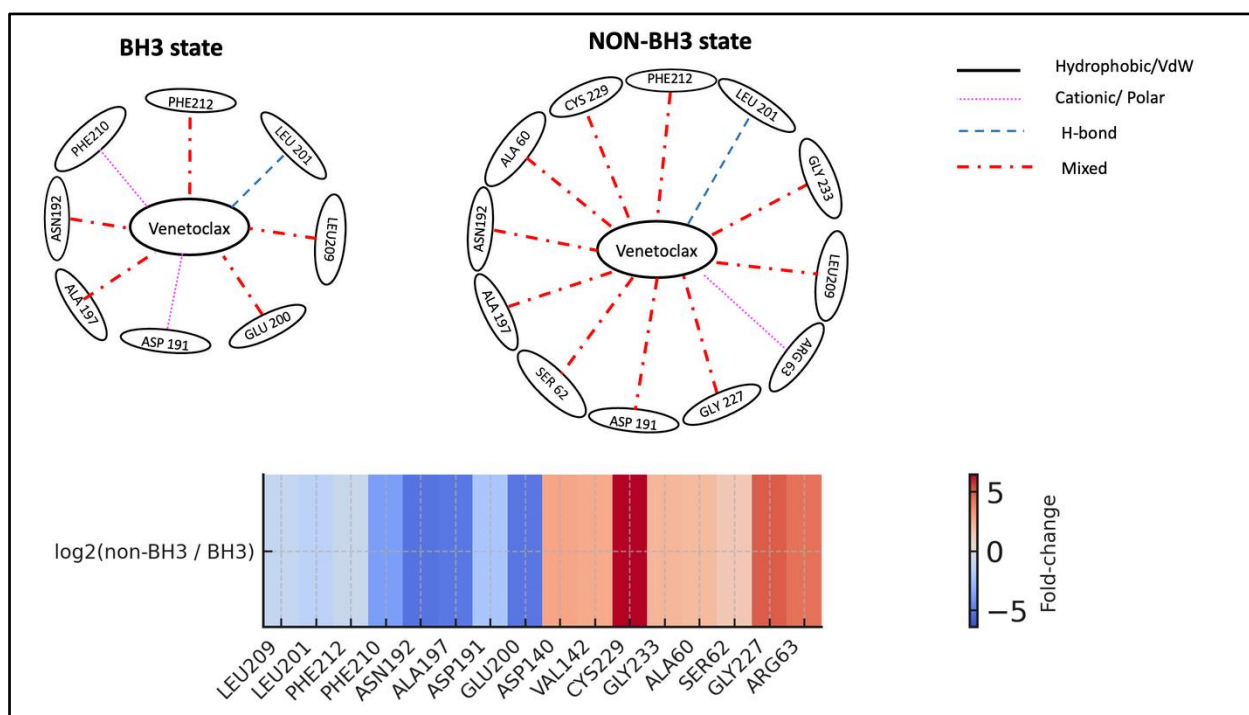 BH3 state
PHE212
PHE210
LEU 201
ASN192
Venetoclax
LEU209
ALA 197
ASP 191
GLU 200
NON-BH3 state
PHE212
CYS 229
LEU 201
ALA 60
GLY 233
ASN192
Venetoclax
LEU209
ALA 197
ARG 63
SER 62
ASP 191
GLY 227
Hydrophobic/VdW
Cationic/ Polar
H-bond
Mixed
log2(non-BH3 / BH3)
LEU209
LEU201
PHE212
PHE210
ASN192
ALA197
ASP191
GLU200
ASP140
VAL142
CYS229
GLY233
ALA60
SER62
GLY227
ARG63
5
0
−5
Fold-change